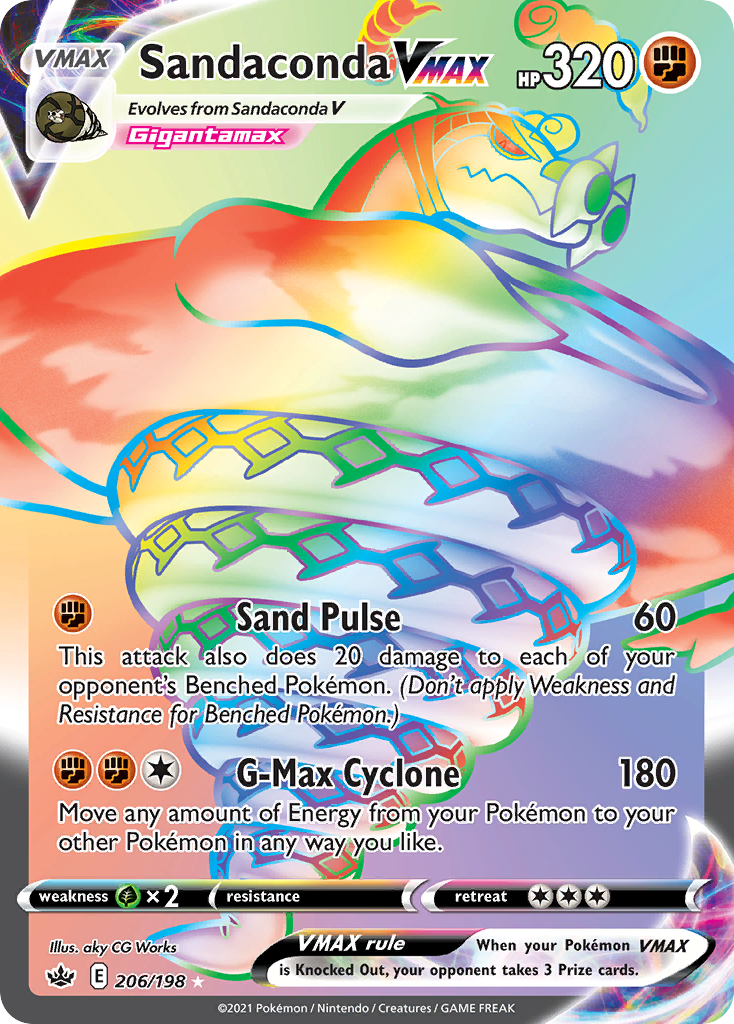 VMAX
Sandaconda VMAX
HP 320
Evolves from Sandaconda V
Gigantamax
Sand Pulse 60
This attack also does 20 damage to each of your
opponent's Benched Pokémon. (Don't apply Weakness and
Resistance for Benched Pokémon.)
G-Max Cyclone 180
Move any amount of Energy from your Pokémon to your
other Pokémon in any way you like.
weakness ×2 resistance retreat
Illus. aky CG Works
VMAX rule When your Pokémon VMAX
is Knocked Out, your opponent takes 3 Prize cards.
E 206/198
©2021 Pokémon / Nintendo / Creatures / GAME FREAK